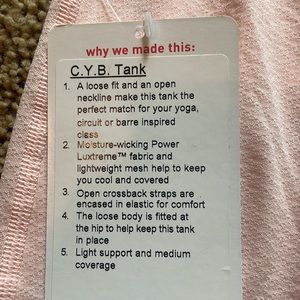 why we made this:
C.Y.B. Tank
1. A loose fit and an open
neckline make this tank the
perfect match for your yoga,
circuit or barre inspired
class
2. Moisture-wicking Power
Luxtreme™ fabric and
lightweight mesh help to keep
you cool and covered
3. Open crossback straps are
encased in elastic for comfort
4. The loose body is fitted at
the hip to help keep this tank
in place
5. Light support and medium
coverage